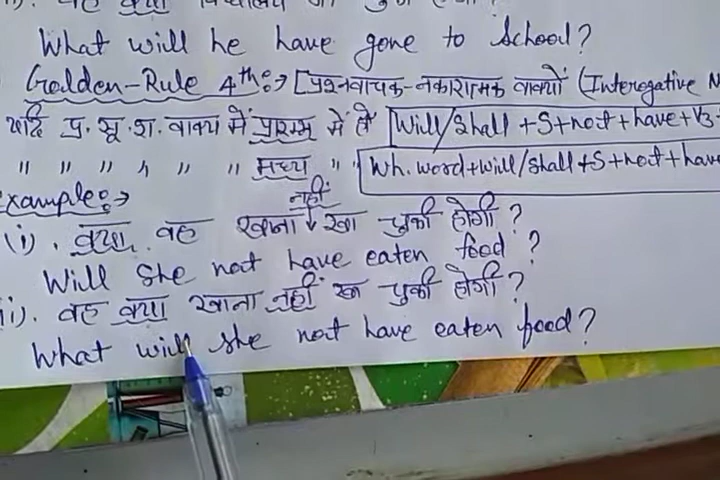 What will he have gone to School?
Golden-Rule 4th:→ [प्रश्नवाचक-नकारात्मक वाक्यों (Interogative N
यदि प्र. सू. श. वाक्य में प्रारम्भ में है Will/Shall + S + not + have + V3
" " " " " " मध्य " " Wh. word + will/Shall + S + not + have
Example:→
नहीं
(i). क्या वह खाना ↓ खा चुकी होगी?
Will She not have eaten food?
(ii). वह क्या खाना नहीं खा चुकी होगी?
What will she not have eaten food?